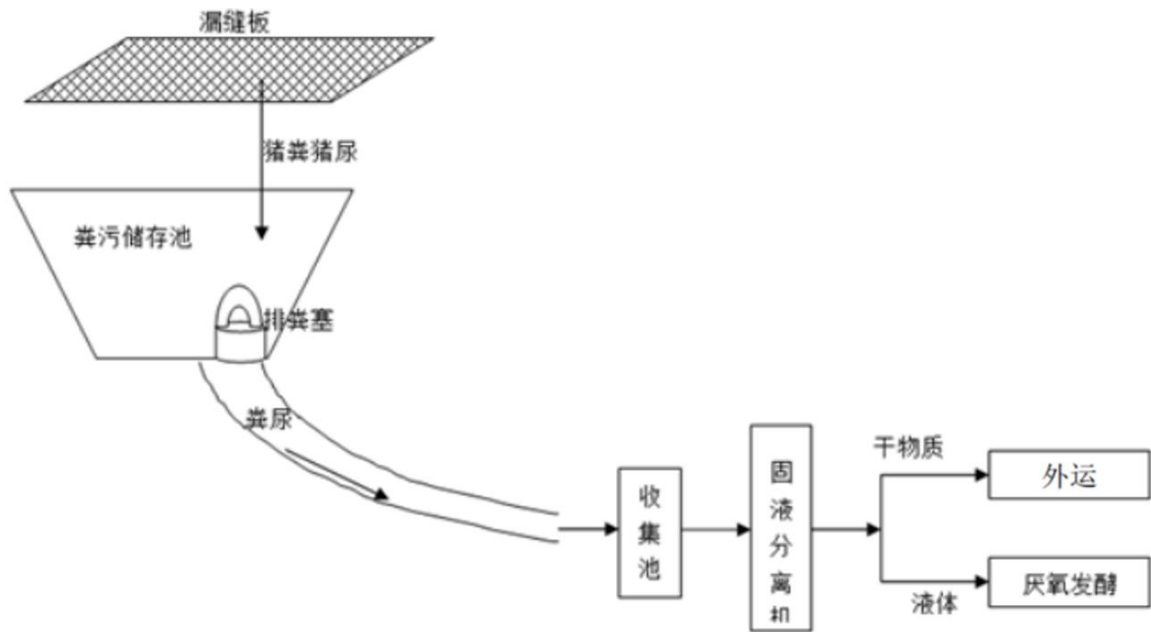 漏缝板
猪粪猪尿
粪污储存池
排粪塞
粪尿
收集池
固液分离机
干物质
外运
液体
厌氧发酵